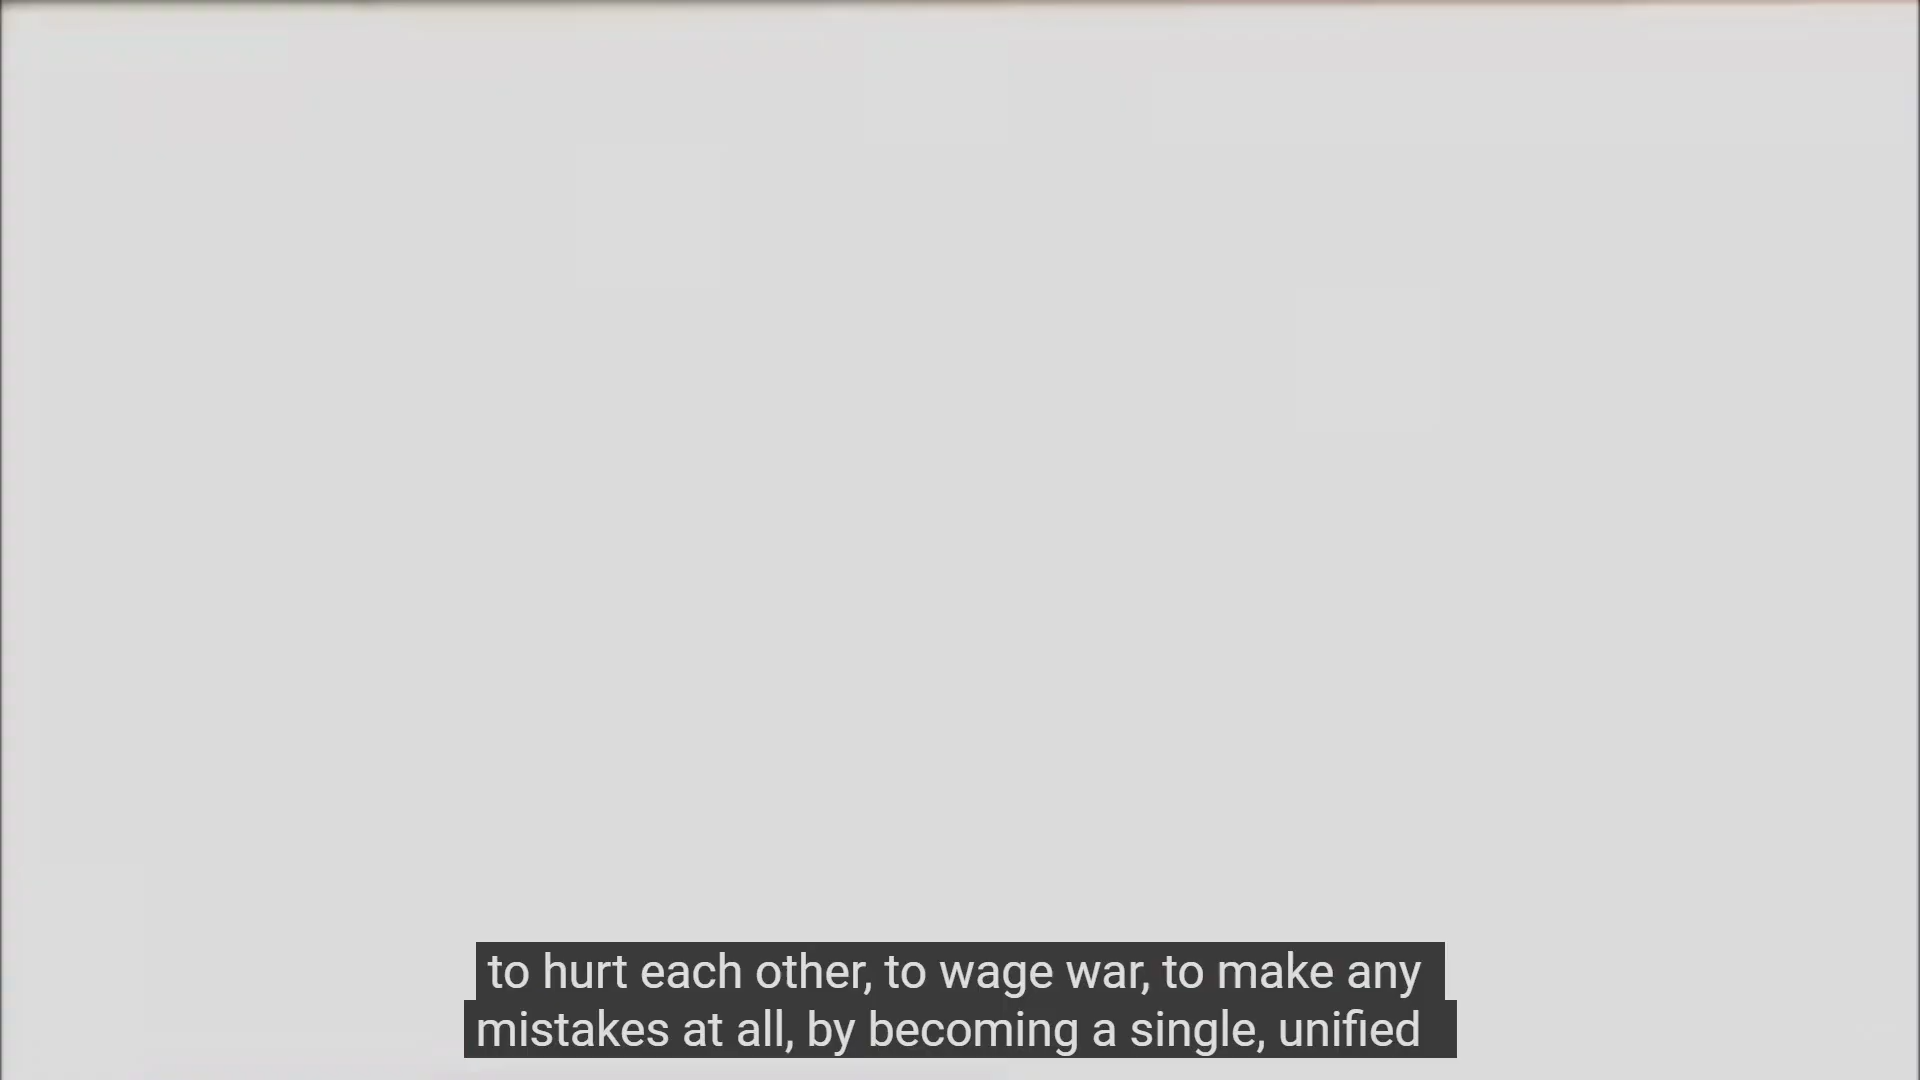 to hurt each other, to wage war, to make any
mistakes at all, by becoming a single, unified